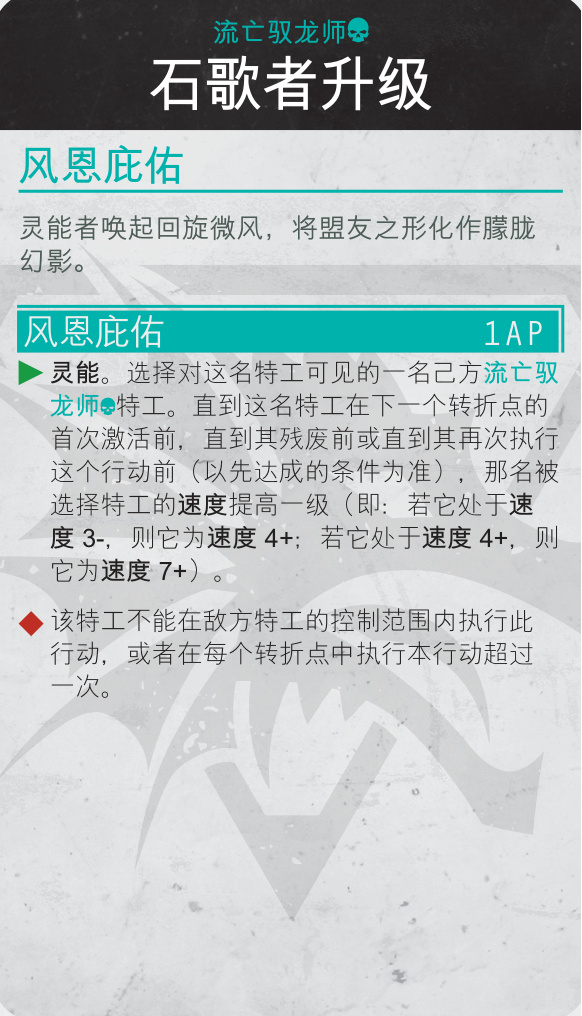 流亡驭龙师
石歌者升级
风恩庇佑
灵能者唤起回旋微风，将盟友之形化作朦胧
幻影。
风恩庇佑 1AP
灵能。选择对这名特工可见的一名己方流亡驭
龙师特工。直到这名特工在下一个转折点的
首次激活前，直到其残废前或直到其再次执行
这个行动前（以先达成的条件为准），那名被
选择特工的速度提高一级（即：若它处于速
度 3-，则它为速度 4+；若它处于速度 4+，则
它为速度 7+）。
该特工不能在敌方特工的控制范围内执行此
行动，或者在每个转折点中执行本行动超过
一次。